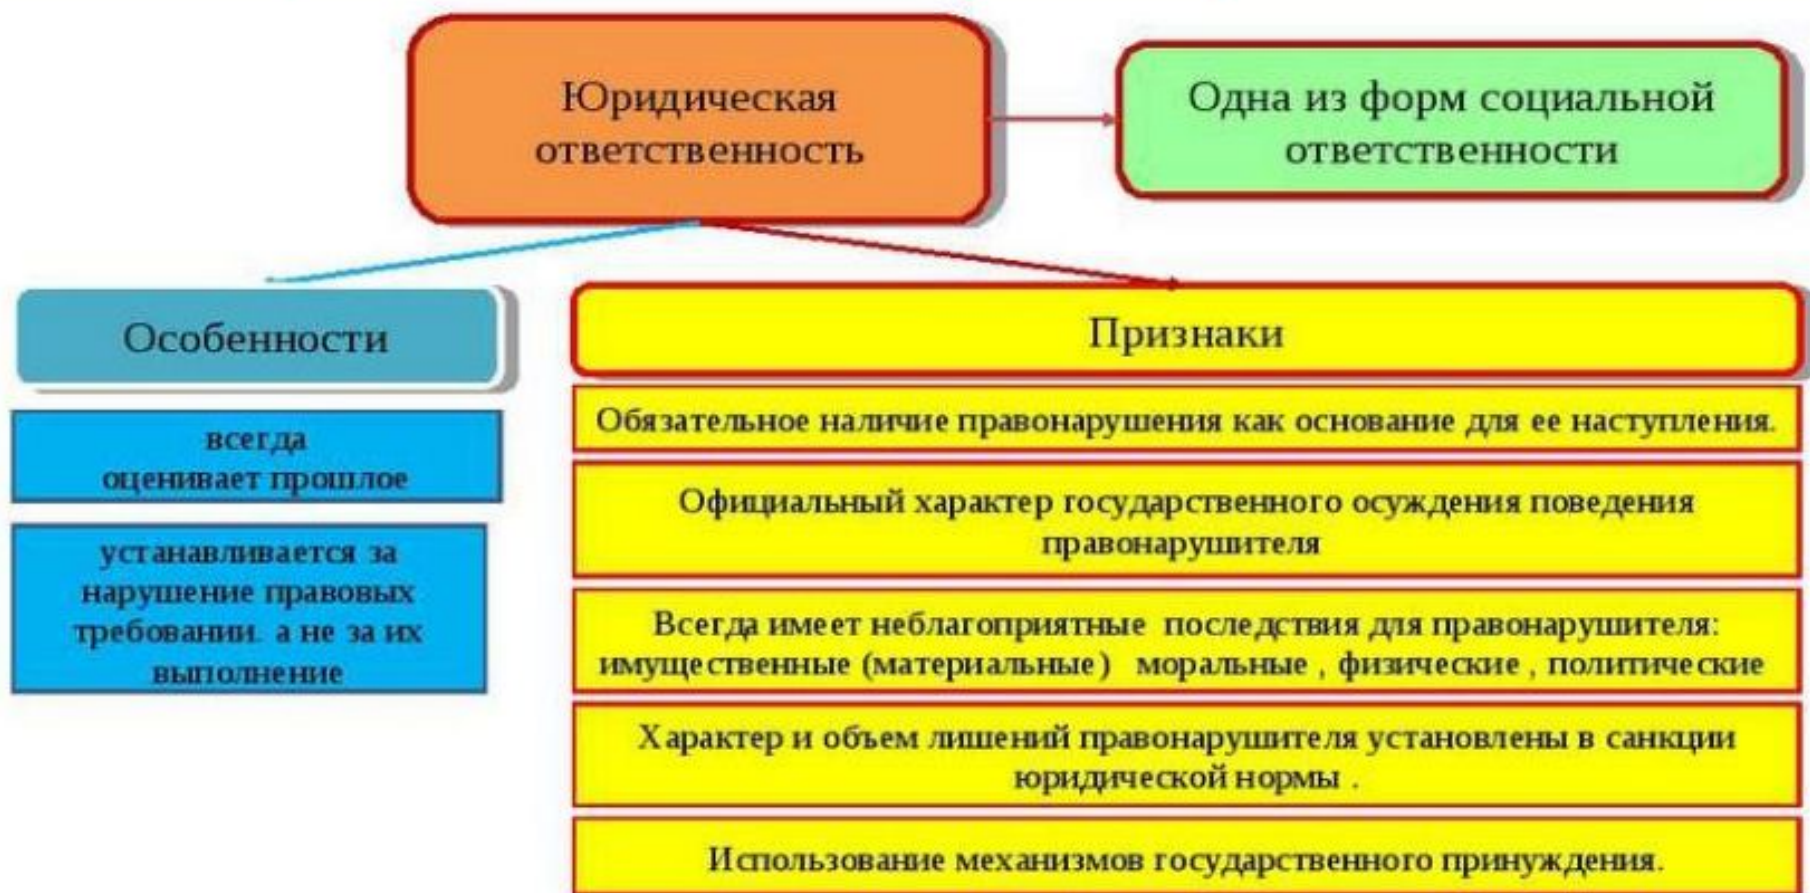 Юридическая
ответственность
Одна из форм социальной
ответственности
Особенности
всегда
оценивает прошлое
устанавливается за
нарушение правовых
требовании. а не за их
выполнение
Признаки
Обязательное наличие правонарушения как основание для ее наступления.
Официальный характер государственного осуждения поведения
правонарушителя
Всегда имеет неблагоприятные последствия для правонарушителя:
имущественные (материальные) моральные , физические , политические
Характер и объем лишений правонарушителя установлены в санкции
юридической нормы .
Использование механизмов государственного принуждения.